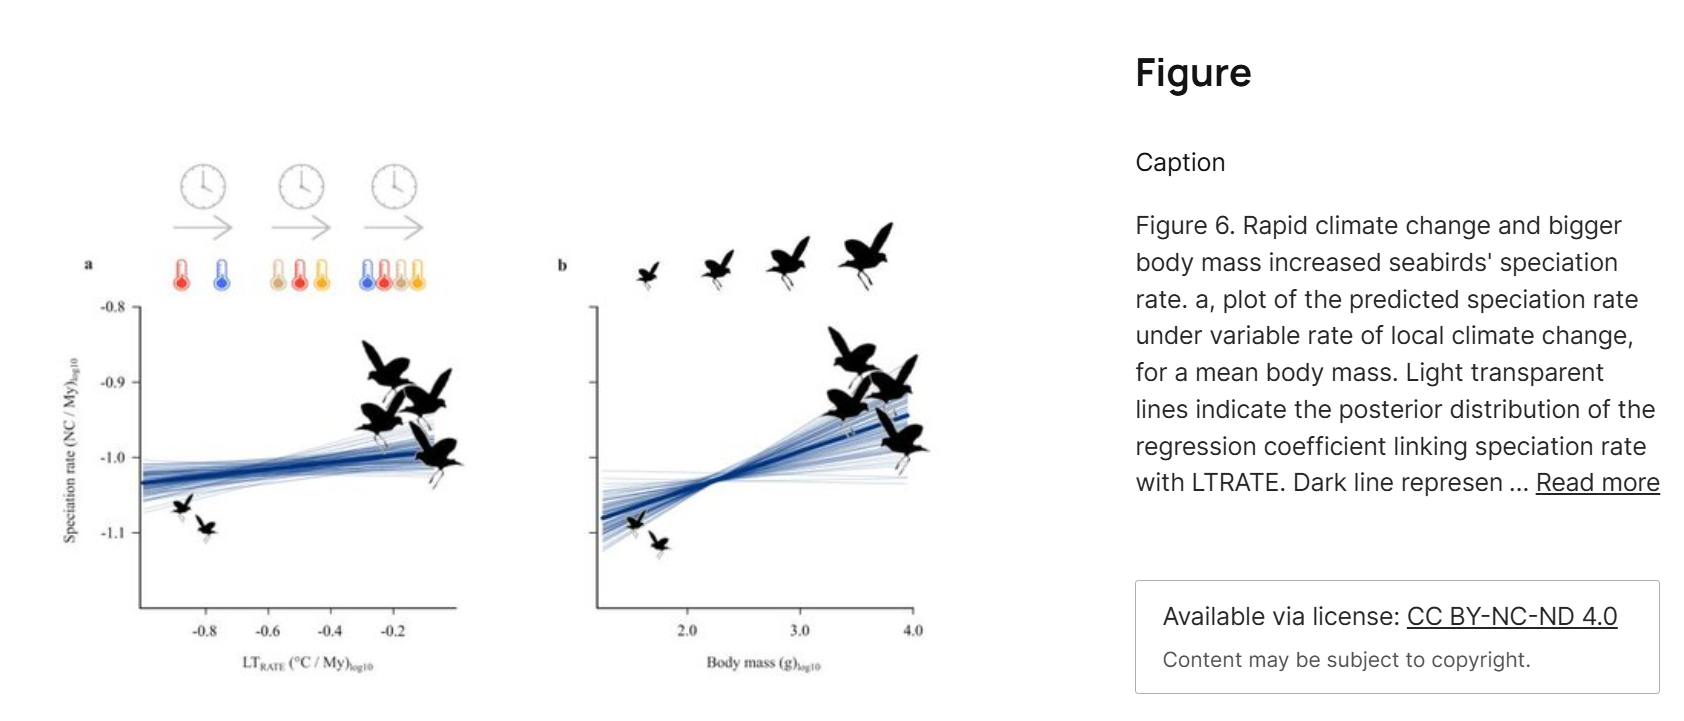 a
b
-0.8
-0.9
-1.0
-1.1
Speciation rate (NC / My)log10
-0.8 -0.6 -0.4 -0.2
LTRATE (°C / My)log10
2.0 3.0 4.0
Body mass (g)log10
Figure
Caption
Figure 6. Rapid climate change and bigger
body mass increased seabirds' speciation
rate. a, plot of the predicted speciation rate
under variable rate of local climate change,
for a mean body mass. Light transparent
lines indicate the posterior distribution of the
regression coefficient linking speciation rate
with LTRATE. Dark line represen ... Read more
Available via license: CC BY-NC-ND 4.0
Content may be subject to copyright.